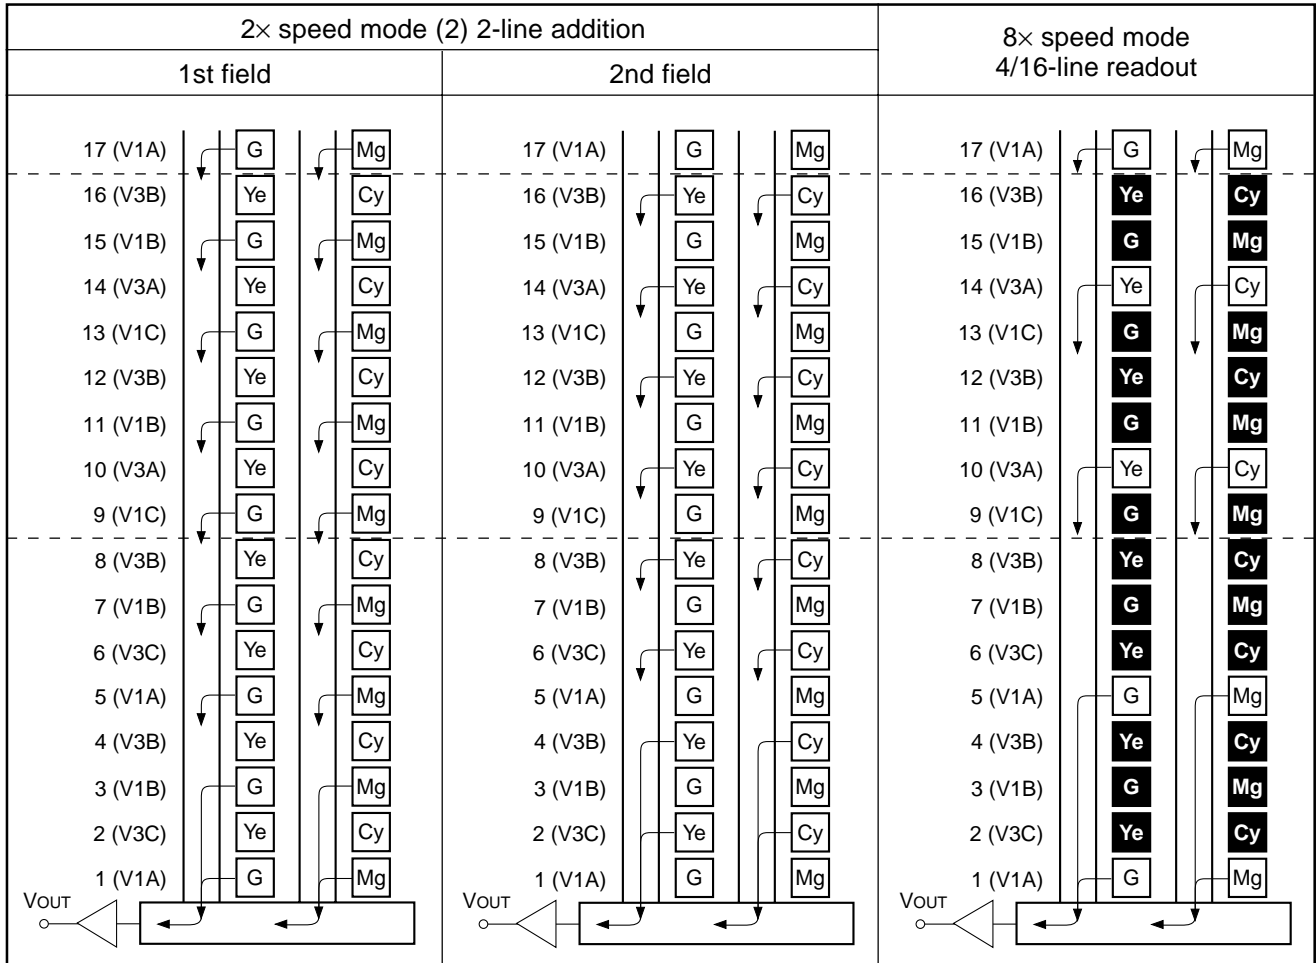 2× speed mode (2) 2-line addition
8× speed mode
4/16-line readout
1st field
2nd field
17 (V1A) G Mg 17 (V1A) G Mg 17 (V1A) G Mg
16 (V3B) Ye Cy 16 (V3B) Ye Cy 16 (V3B) Ye Cy
15 (V1B) G Mg 15 (V1B) G Mg 15 (V1B) G Mg
14 (V3A) Ye Cy 14 (V3A) Ye Cy 14 (V3A) Ye Cy
13 (V1C) G Mg 13 (V1C) G Mg 13 (V1C) G Mg
12 (V3B) Ye Cy 12 (V3B) Ye Cy 12 (V3B) Ye Cy
11 (V1B) G Mg 11 (V1B) G Mg 11 (V1B) G Mg
10 (V3A) Ye Cy 10 (V3A) Ye Cy 10 (V3A) Ye Cy
9 (V1C) G Mg 9 (V1C) G Mg 9 (V1C) G Mg
8 (V3B) Ye Cy 8 (V3B) Ye Cy 8 (V3B) Ye Cy
7 (V1B) G Mg 7 (V1B) G Mg 7 (V1B) G Mg
6 (V3C) Ye Cy 6 (V3C) Ye Cy 6 (V3C) Ye Cy
5 (V1A) G Mg 5 (V1A) G Mg 5 (V1A) G Mg
4 (V3B) Ye Cy 4 (V3B) Ye Cy 4 (V3B) Ye Cy
3 (V1B) G Mg 3 (V1B) G Mg 3 (V1B) G Mg
2 (V3C) Ye Cy 2 (V3C) Ye Cy 2 (V3C) Ye Cy
1 (V1A) G Mg 1 (V1A) G Mg 1 (V1A) G Mg
VOUT VOUT VOUT